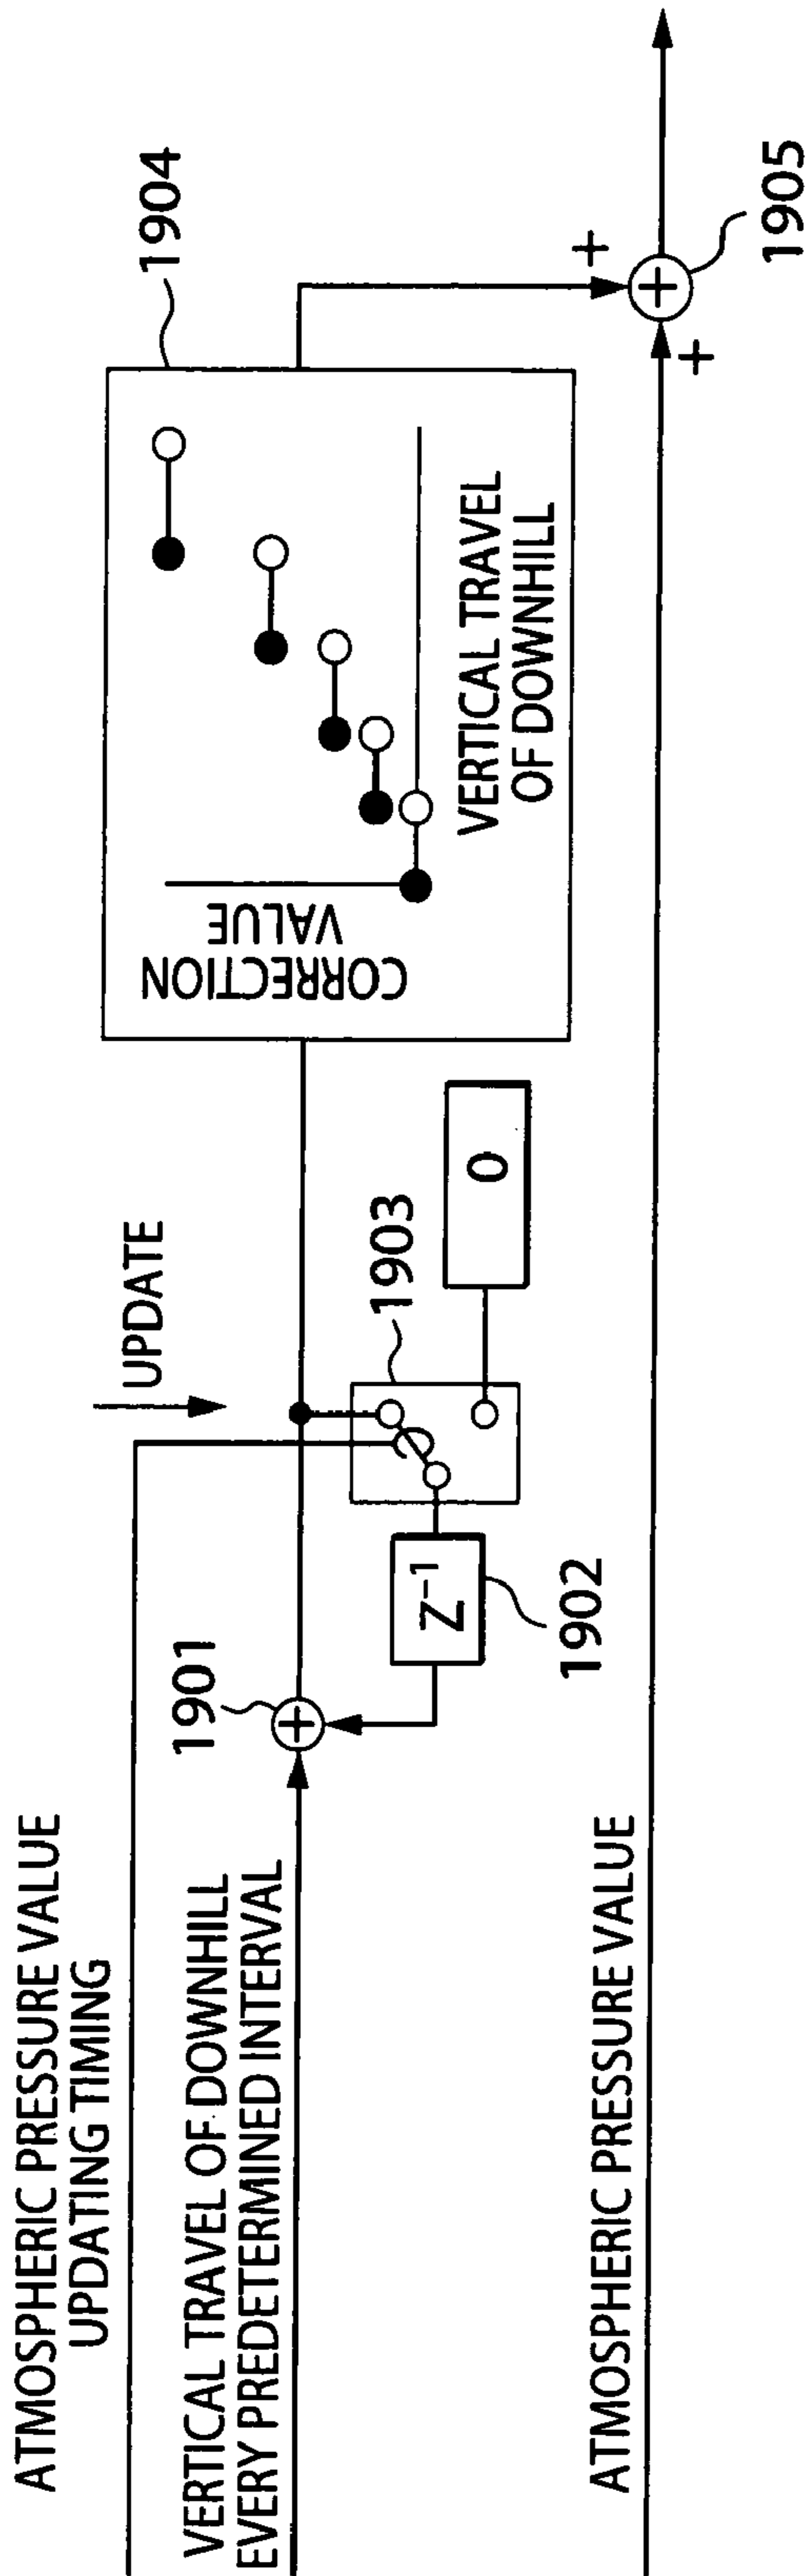 ATMOSPHERIC PRESSURE VALUE
UPDATING TIMING
VERTICAL TRAVEL OF DOWNHILL
EVERY PREDETERMINED INTERVAL
1901
+
Z⁻¹
1902
UPDATE
1903
0
CORRECTION
VALUE
VERTICAL TRAVEL
OF DOWNHILL
1904
ATMOSPHERIC PRESSURE VALUE
+
+
+
1905